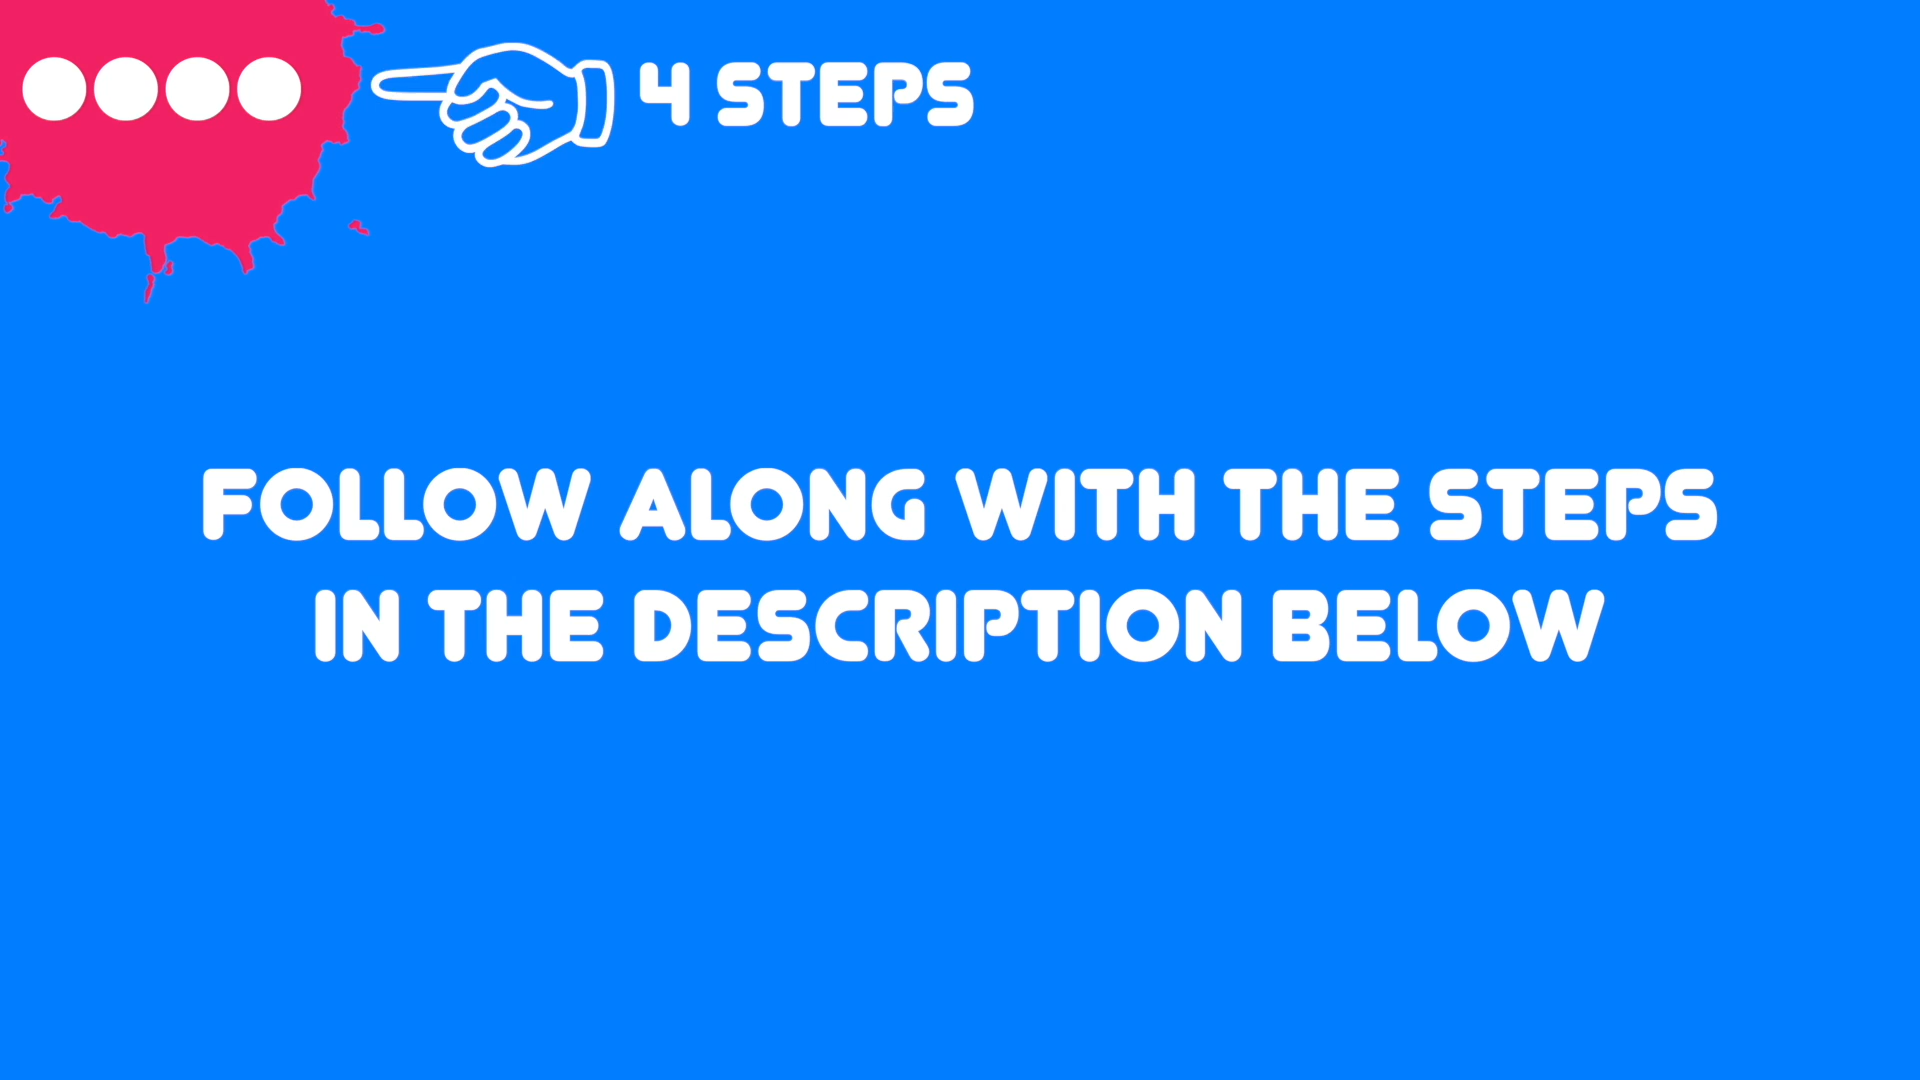 4 STEPS
FOLLOW ALONG WITH THE STEPS
IN THE DESCRIPTION BELOW